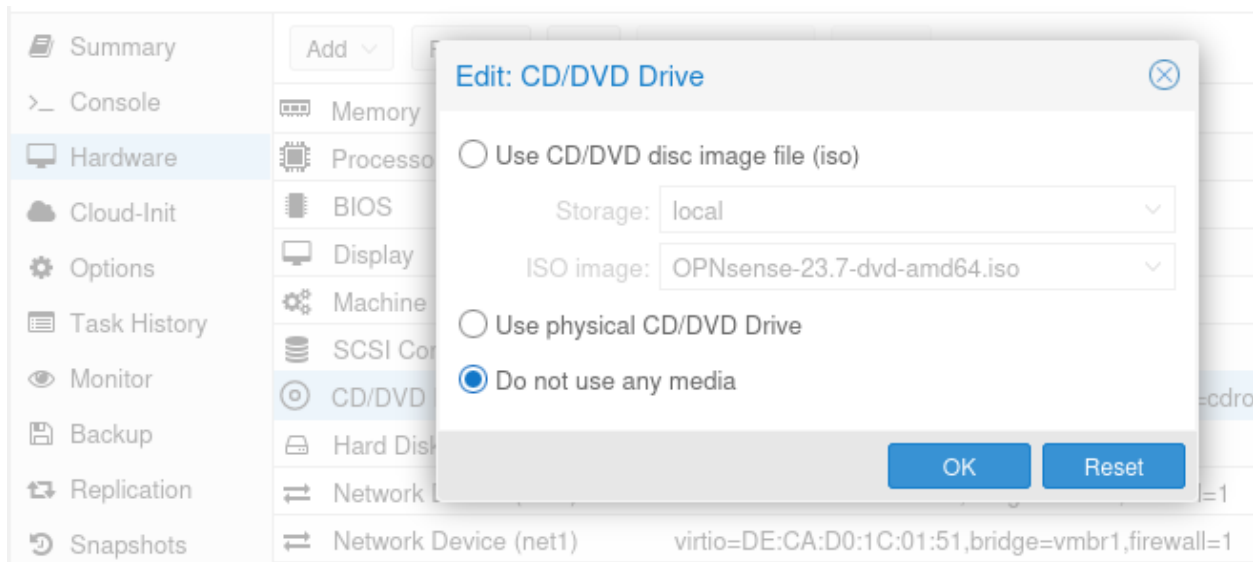 Summary
Console
Hardware
Cloud-Init
Options
Task History
Monitor
Backup
Replication
Snapshots
Add
Memory
BIOS
Display
Machine
CD/DVD
Network
Network Device (net1) virtio=DE:CA:D0:1C:01:51,bridge=vmbr1,firewall=1
Edit: CD/DVD Drive
Use CD/DVD disc image file (iso)
Storage: local
ISO image: OPNsense-23.7-dvd-amd64.iso
Use physical CD/DVD Drive
Do not use any media
OK Reset